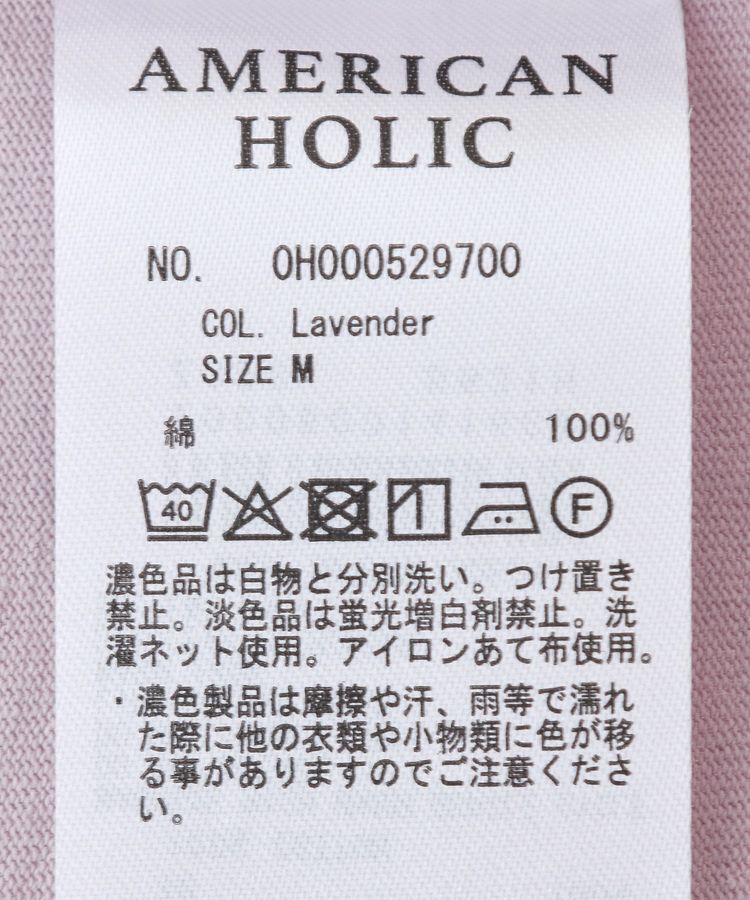 AMERICAN
HOLIC
NO. 0H000529700
COL. Lavender
SIZE M
綿 100%
40 F
濃色品は白物と分別洗い。つけ置き
禁止。淡色品は蛍光増白剤禁止。洗
濯ネット使用。アイロンあて布使用。
・濃色製品は摩擦や汗、雨等で濡れ
た際に他の衣類や小物類に色が移
る事がありますのでご注意くださ
い。